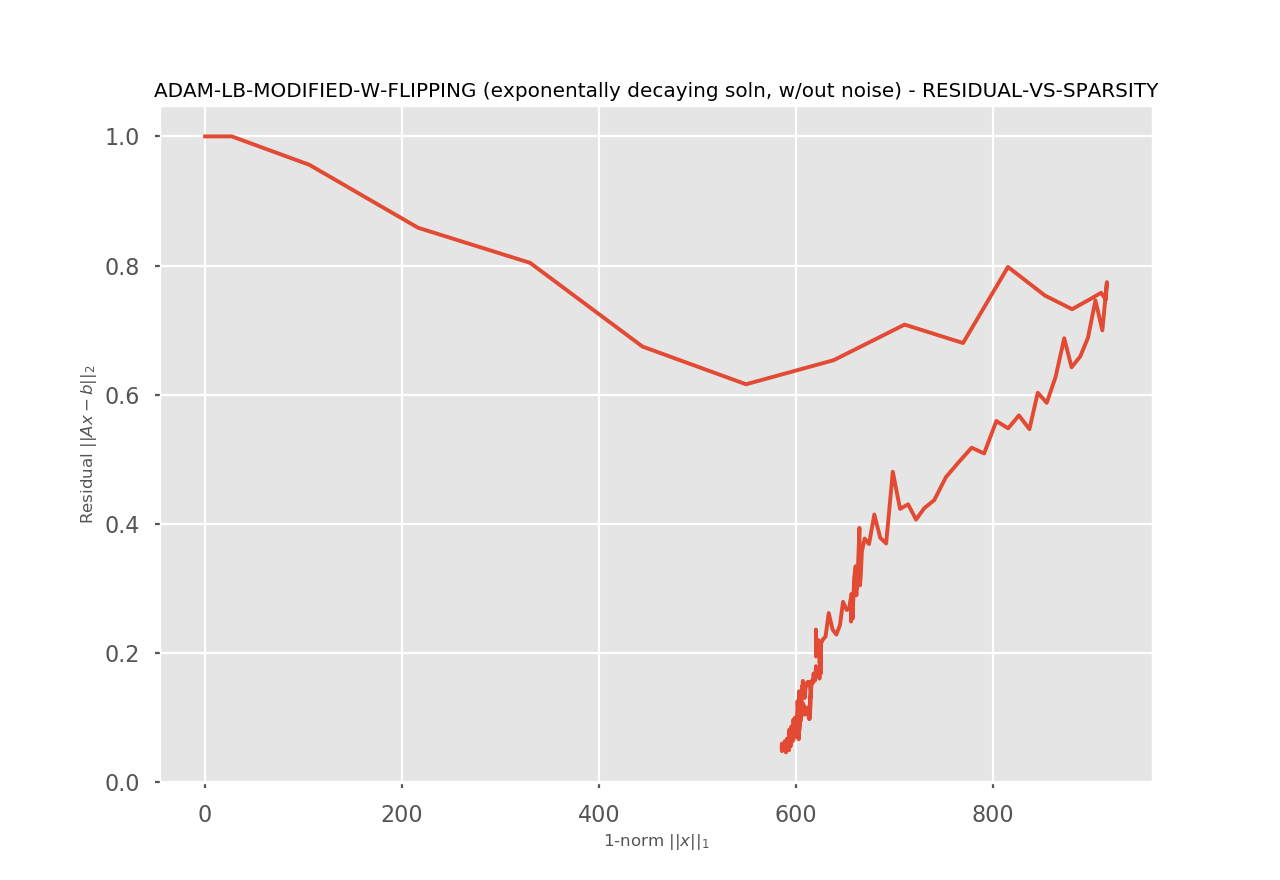 ADAM-LB-MODIFIED-W-FLIPPING (exponentially decaying soln, w/out noise) - RESIDUAL-VS-SPARSITY
1.0
0.8
0.6
0.4
0.2
0.0
Residual ||Ax − b||₂
0 200 400 600 800
1-norm ||x||₁